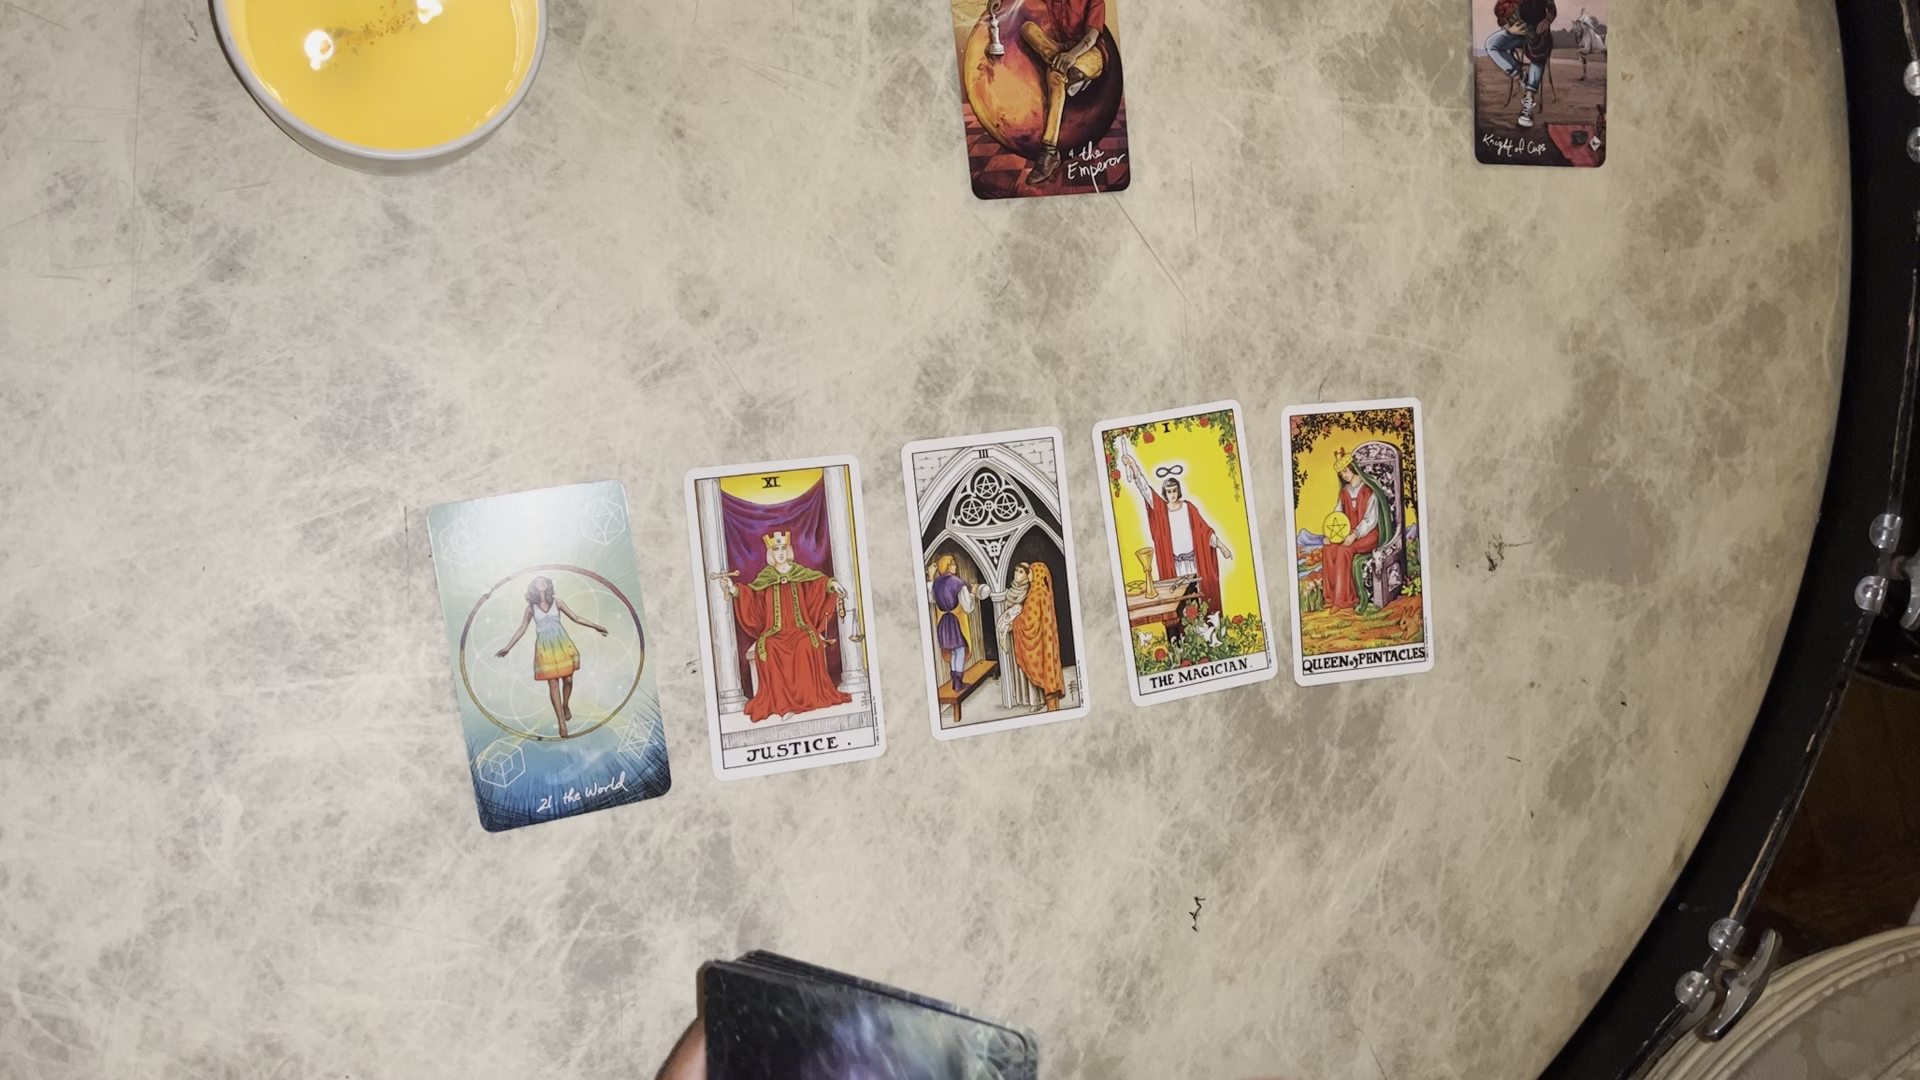 4. the
Emperor
Knight of Cups
XI
III
I
21. the World
JUSTICE.
THE MAGICIAN.
QUEEN of PENTACLES